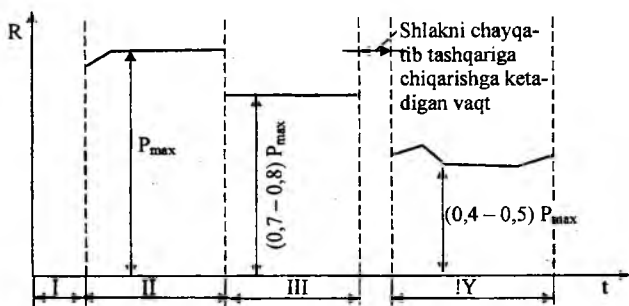 R
Shlakni chayqa-
tib tashqariga
chiqarishga keta-
digan vaqt
Pmax
(0,7 – 0,8) Pmax
(0,4 – 0,5) Pmax
I II III !Y t